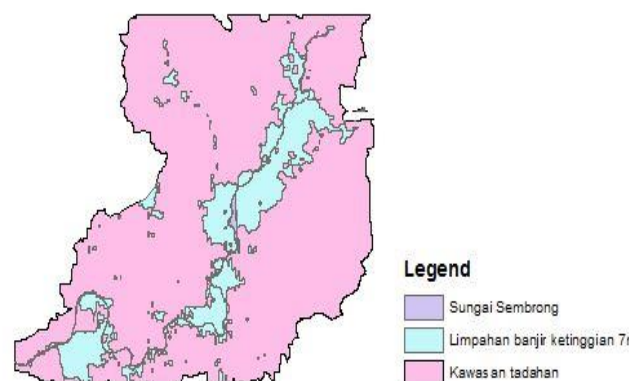 Legend
Sungai Sembrong
Limpahan banjir ketinggian 7
Kawasan tadahan